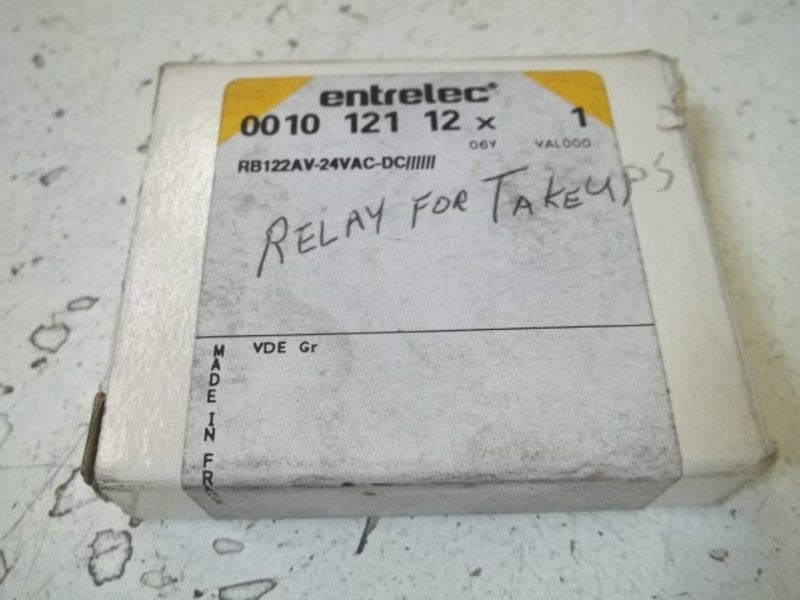 entrelec®
0010 121 12 x 1
06Y VAL000
RB122AV-24VAC-DC//////
RELAY FOR TAKEUPS
VDE Gr
MADE IN FR